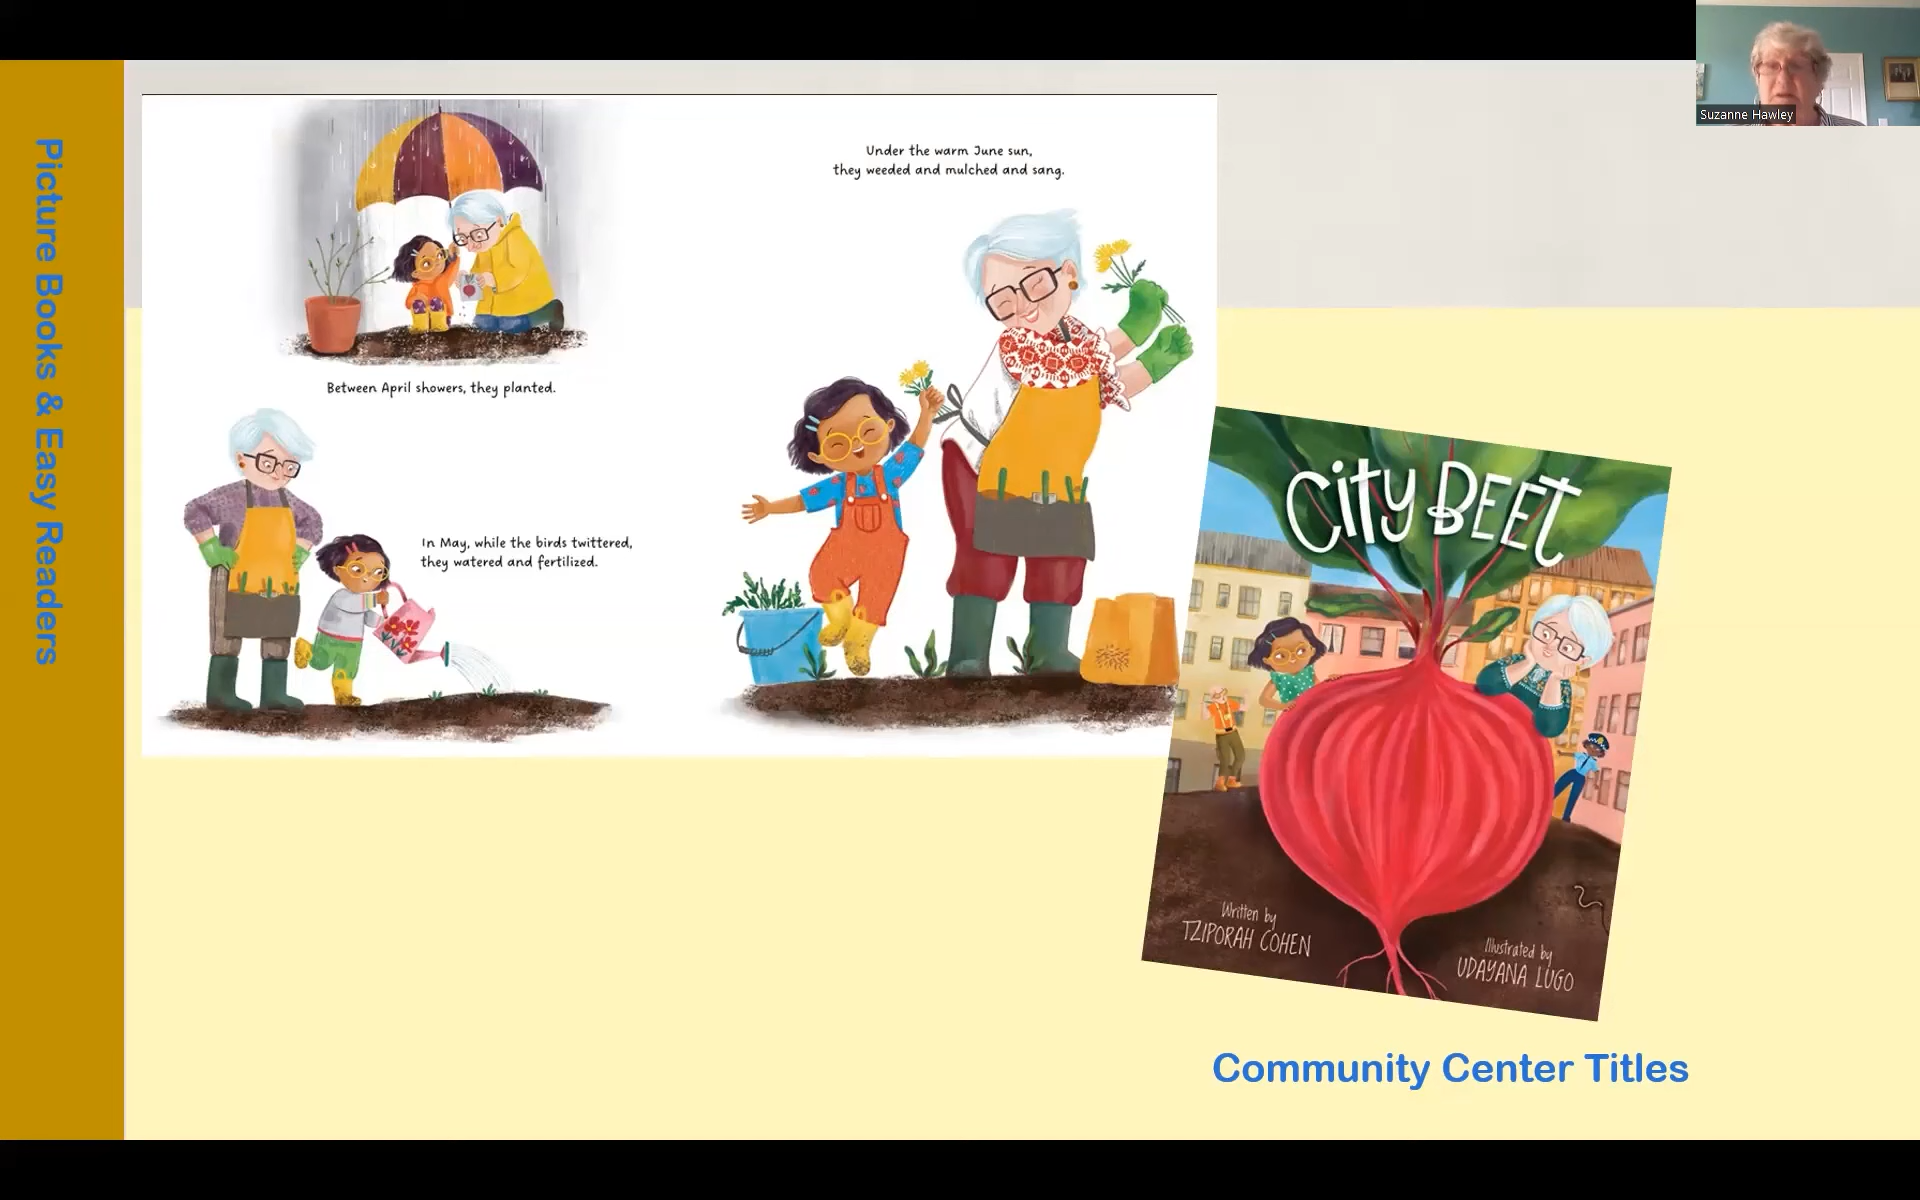 Picture Books & Easy Readers
Suzanne Hawley
Between April showers, they planted.
In May, while the birds twittered,
they watered and fertilized.
Under the warm June sun,
they weeded and mulched and sang.
City BEET
Written by
TZIPORAH COHEN
Illustrated by
UDAYANA LUGO
Community Center Titles